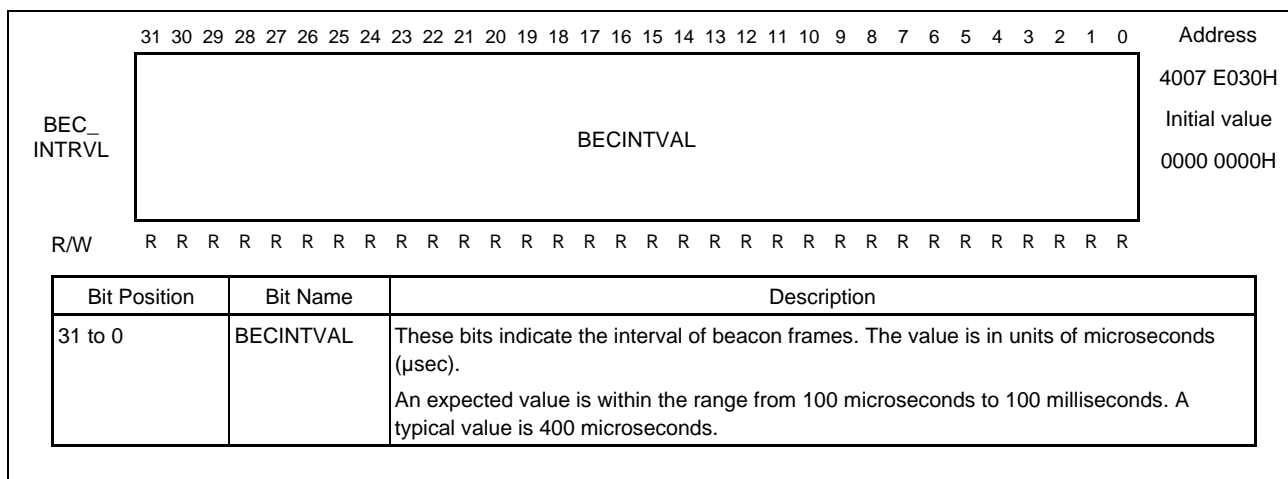 31 30 29 28 27 26 25 24 23 22 21 20 19 18 17 16 15 14 13 12 11 10 9 8 7 6 5 4 3 2 1 0 Address
4007 E030H
BEC_
INTRVL
BECINTVAL
Initial value
0000 0000H
R/W R R R R R R R R R R R R R R R R R R R R R R R R R R R R R R R R
Bit Position Bit Name Description
31 to 0 BECINTVAL These bits indicate the interval of beacon frames. The value is in units of microseconds
(µsec).
An expected value is within the range from 100 microseconds to 100 milliseconds. A
typical value is 400 microseconds.